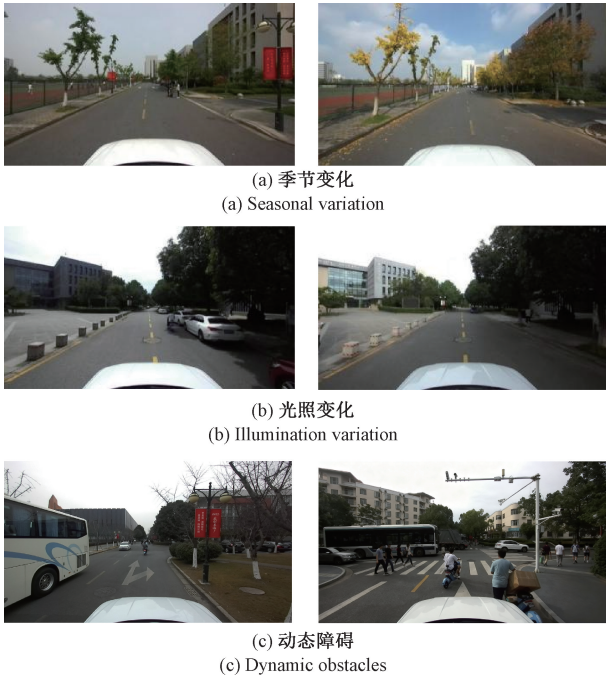 (a) 季节变化
(a) Seasonal variation
(b) 光照变化
(b) Illumination variation
(c) 动态障碍
(c) Dynamic obstacles